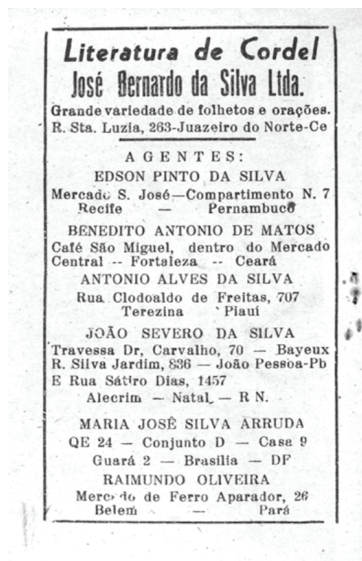 Literatura de Cordel
José Bernardo da Silva Ltda.
Grande variedade de folhetos e orações.
R. Sta. Luzia, 263-Juazeiro do Norte-Ce
AGENTES:
EDSON PINTO DA SILVA
Mercado S. José—Compartimento N. 7
Recife — Pernambuco
BENEDITO ANTONIO DE MATOS
Café São Miguel, dentro do Mercado
Central -- Fortaleza -- Ceará
ANTONIO ALVES DA SILVA
Rua Clodoaldo de Freitas, 707
Terezina Piauí
JOÃO SEVERO DA SILVA
Travessa Dr, Carvalho, 70 — Bayeux
R. Silva Jardim, 836 — João Pessoa-Pb
E Rua Sátiro Dias, 1457
Alecrim — Natal — R N.
MARIA JOSÉ SILVA ARRUDA
QE 24 — Conjunto D — Casa 9
Guará 2 — Brasilia — DF
RAIMUNDO OLIVEIRA
Mercado de Ferro Aparador, 26
Belem — Pará